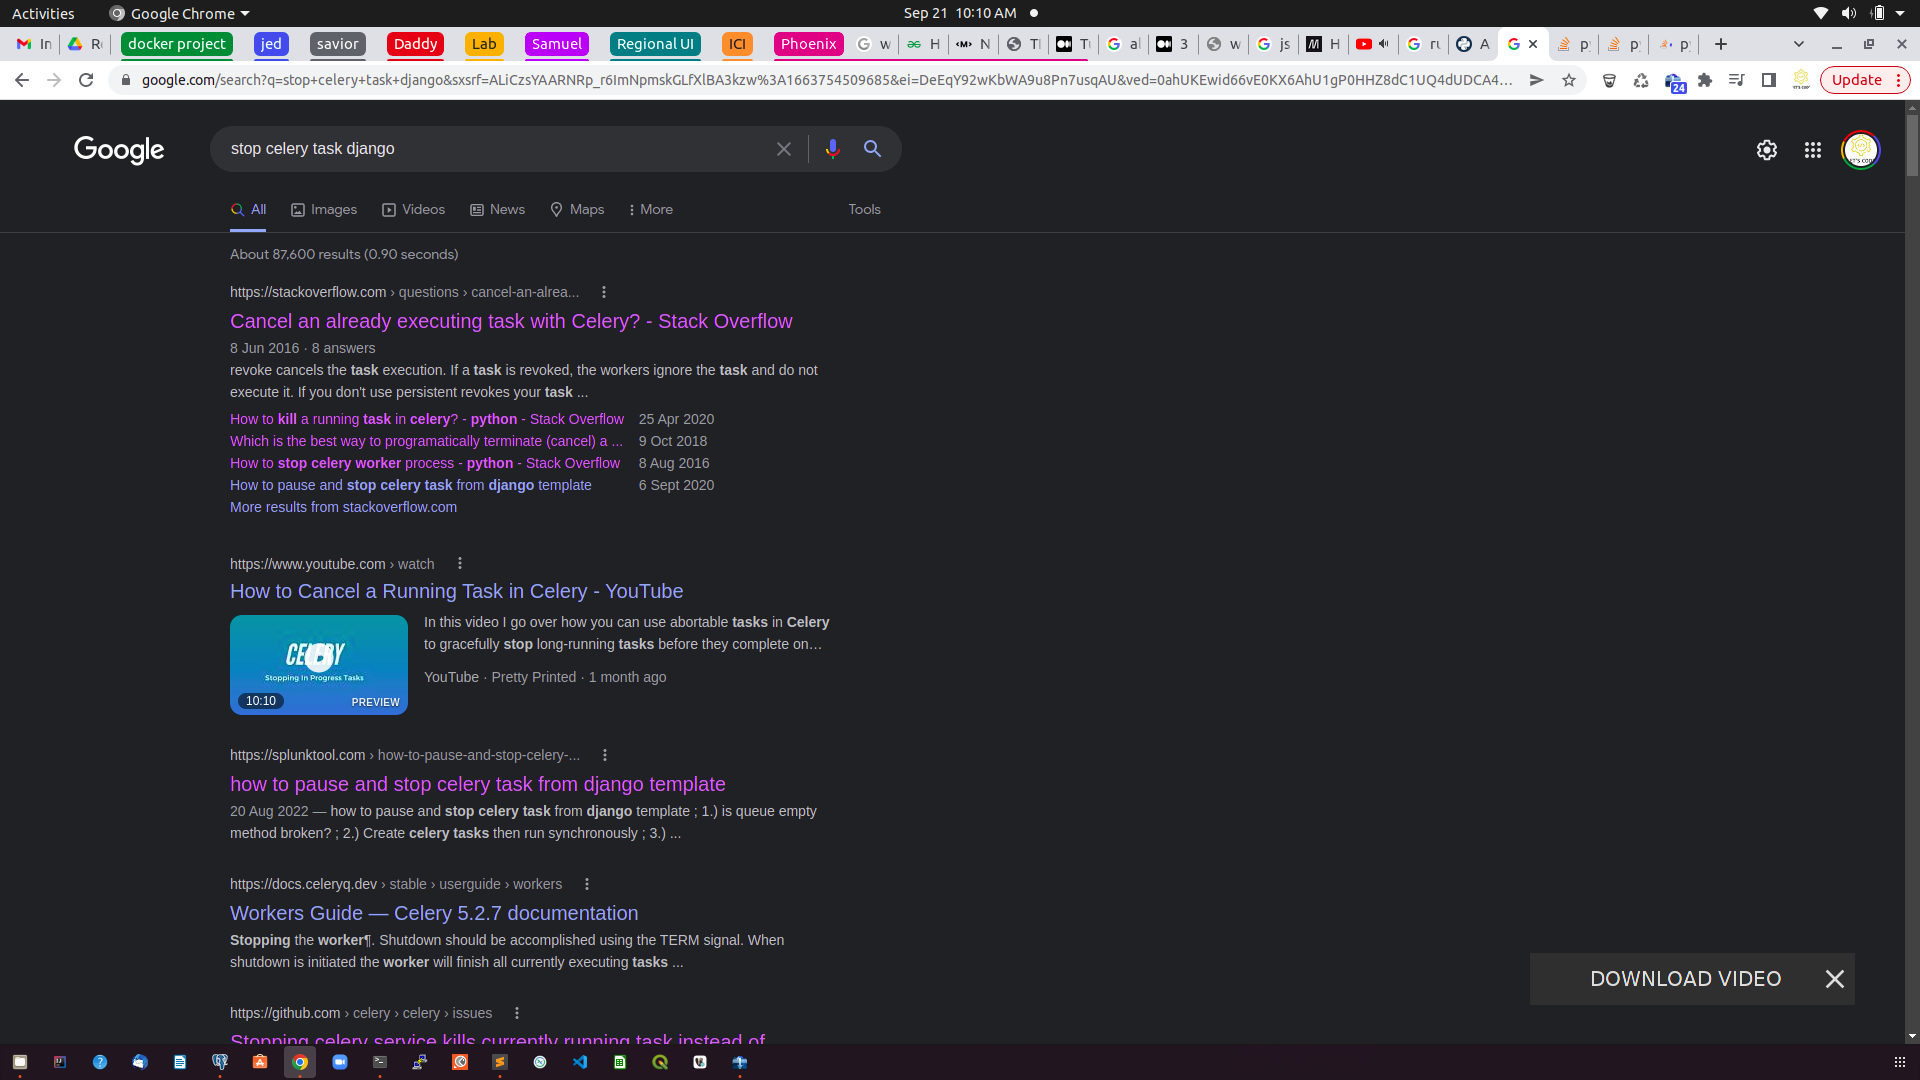 Activities
Google Chrome
Sep 21 10:10 AM
In
Re
docker project
jed
savior
Daddy
Lab
Samuel
Regional UI
ICI
Phoenix
google.com/search?q=stop+celery+task+django&sxsrf=ALiCzsYAARNRp_r6ImNpmskGLfXlBA3kzw%3A1663754509685&ei=DeEqY92wKbWA9u8Pn7usqAU&ved=0ahUKEwid66vE0KX6AhU1gP0HHZ8dC1UQ4dUDCA4...
24
Update
Google
stop celery task django
All
Images
Videos
News
Maps
More
Tools
About 87,600 results (0.90 seconds)
https://stackoverflow.com › questions › cancel-an-alrea...
Cancel an already executing task with Celery? - Stack Overflow
8 Jun 2016 · 8 answers
revoke cancels the task execution. If a task is revoked, the workers ignore the task and do not
execute it. If you don't use persistent revokes your task ...
How to kill a running task in celery? - python - Stack Overflow 25 Apr 2020
Which is the best way to programatically terminate (cancel) a ... 9 Oct 2018
How to stop celery worker process - python - Stack Overflow 8 Aug 2016
How to pause and stop celery task from django template 6 Sept 2020
More results from stackoverflow.com
https://www.youtube.com › watch
How to Cancel a Running Task in Celery - YouTube
CELERY
Stopping In Progress Tasks
10:10
PREVIEW
In this video I go over how you can use abortable tasks in Celery
to gracefully stop long-running tasks before they complete on…
YouTube · Pretty Printed · 1 month ago
https://splunktool.com › how-to-pause-and-stop-celery-...
how to pause and stop celery task from django template
20 Aug 2022 — how to pause and stop celery task from django template ; 1.) is queue empty
method broken? ; 2.) Create celery tasks then run synchronously ; 3.) ...
https://docs.celeryq.dev › stable › userguide › workers
Workers Guide — Celery 5.2.7 documentation
Stopping the worker¶. Shutdown should be accomplished using the TERM signal. When
shutdown is initiated the worker will finish all currently executing tasks ...
https://github.com › celery › celery › issues
Stopping celery service kills currently running task instead of
DOWNLOAD VIDEO